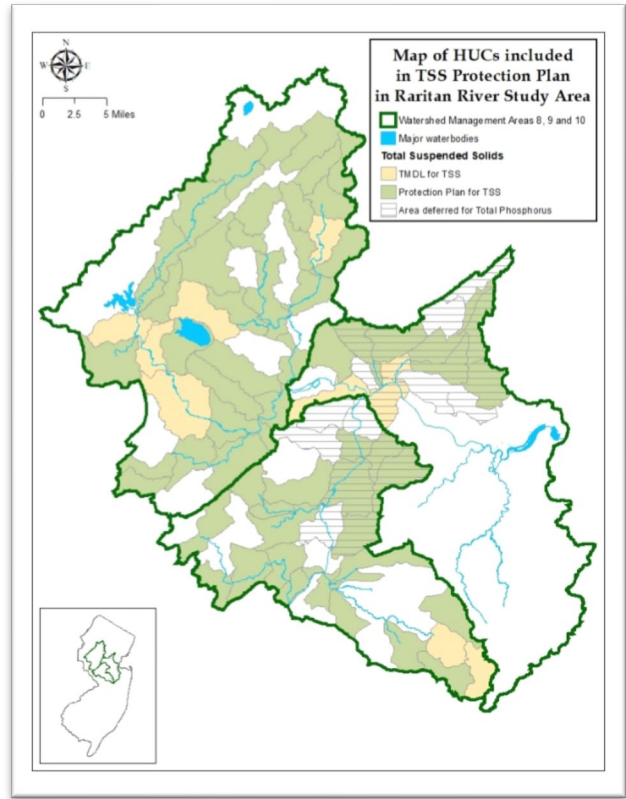 Map of HUCs included
in TSS Protection Plan
in Raritan River Study Area
Watershed Management Areas 8, 9 and 10
Major waterbodies
Total Suspended Solids
TMDL for TSS
Protection Plan for TSS
Area deferred for Total Phosphorus
N
W E
S
0 2.5 5 Miles